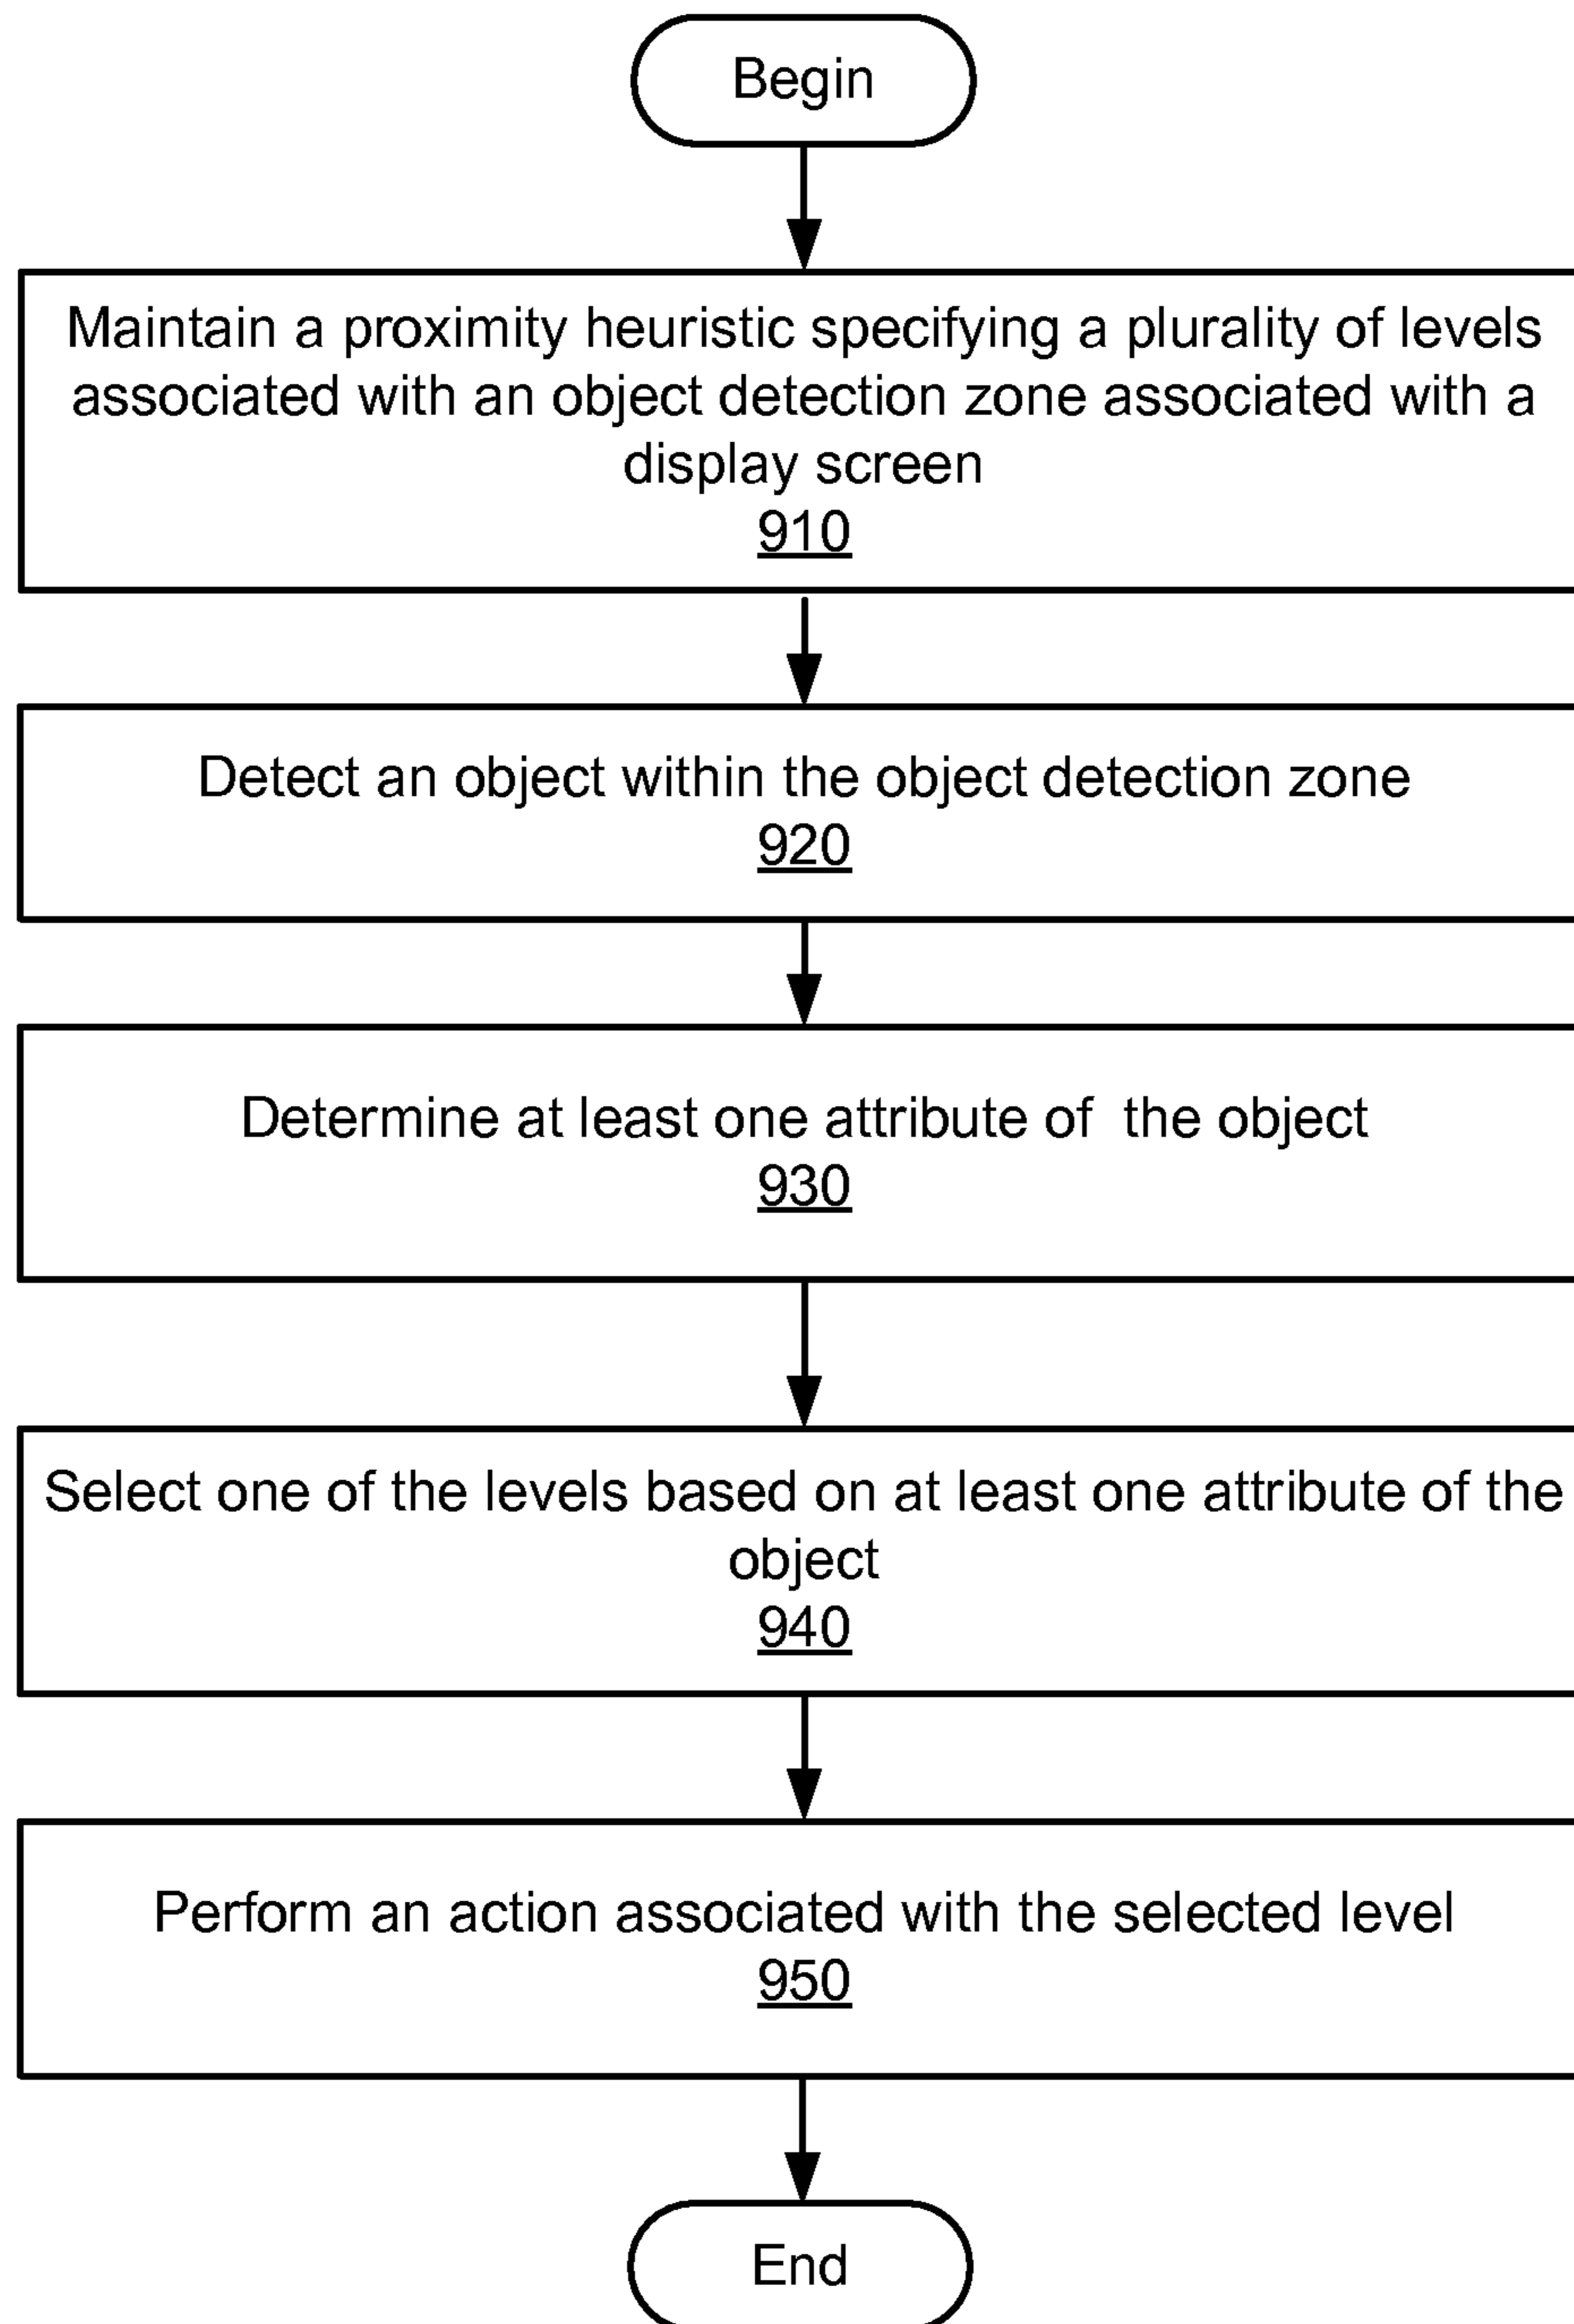 Begin
Maintain a proximity heuristic specifying a plurality of levels
associated with an object detection zone associated with a
display screen
910
Detect an object within the object detection zone
920
Determine at least one attribute of the object
930
Select one of the levels based on at least one attribute of the
object
940
Perform an action associated with the selected level
950
End